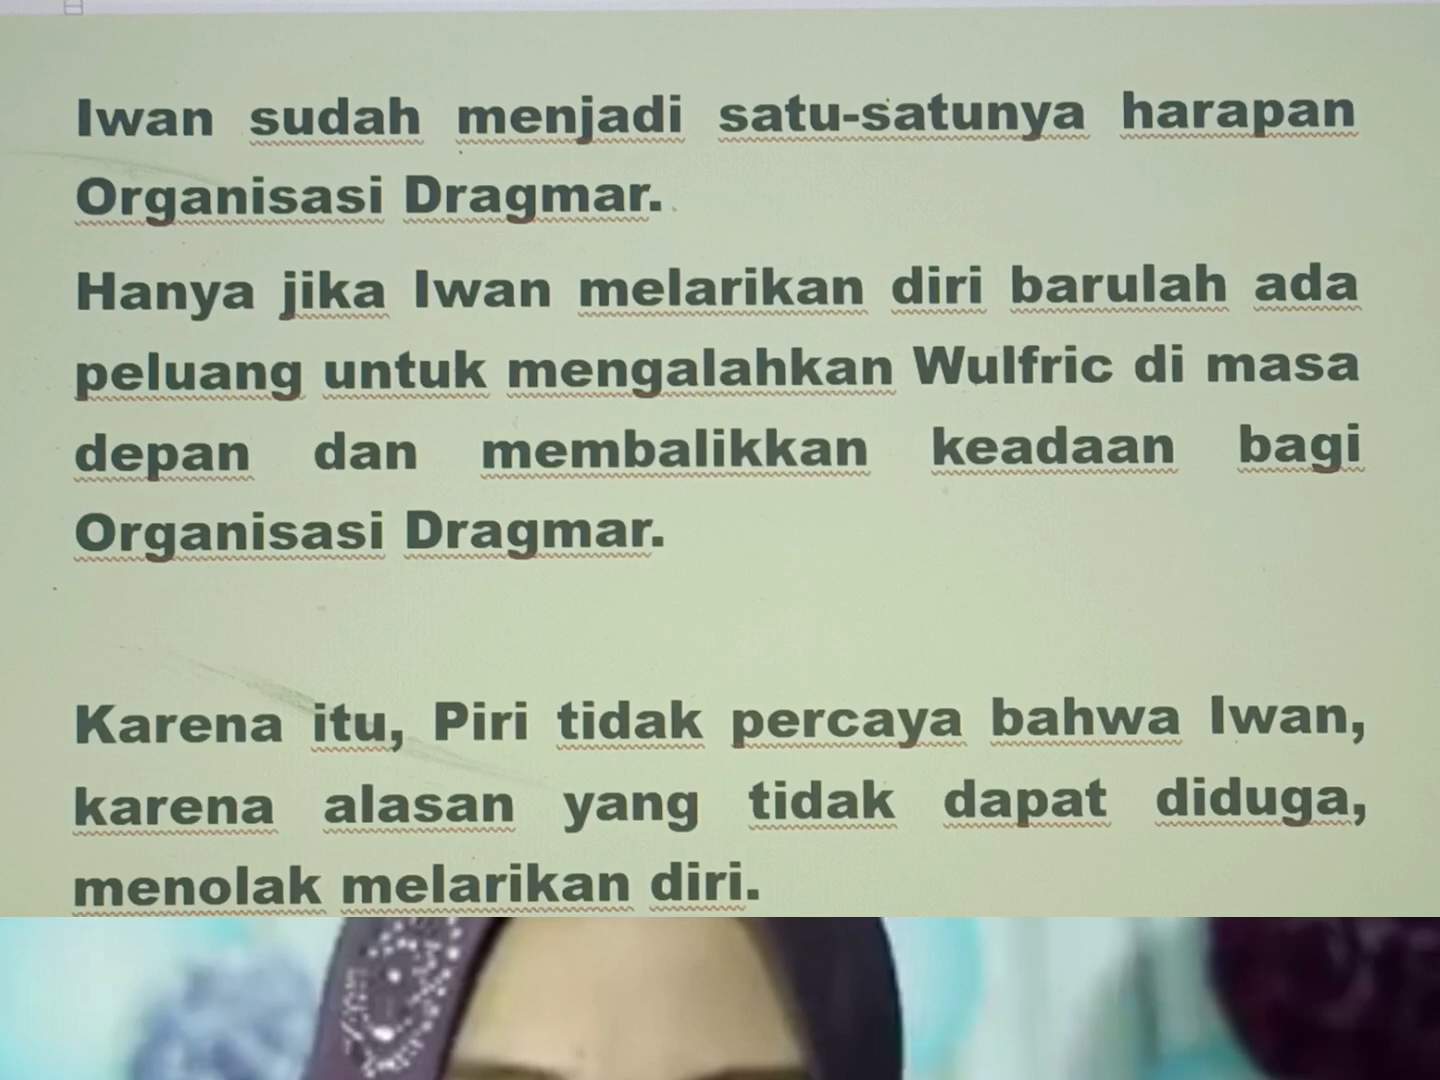 Iwan sudah menjadi satu-satunya harapan
Organisasi Dragmar.
Hanya jika Iwan melarikan diri barulah ada
peluang untuk mengalahkan Wulfric di masa
depan dan membalikkan keadaan bagi
Organisasi Dragmar.
Karena itu, Piri tidak percaya bahwa Iwan,
karena alasan yang tidak dapat diduga,
menolak melarikan diri.